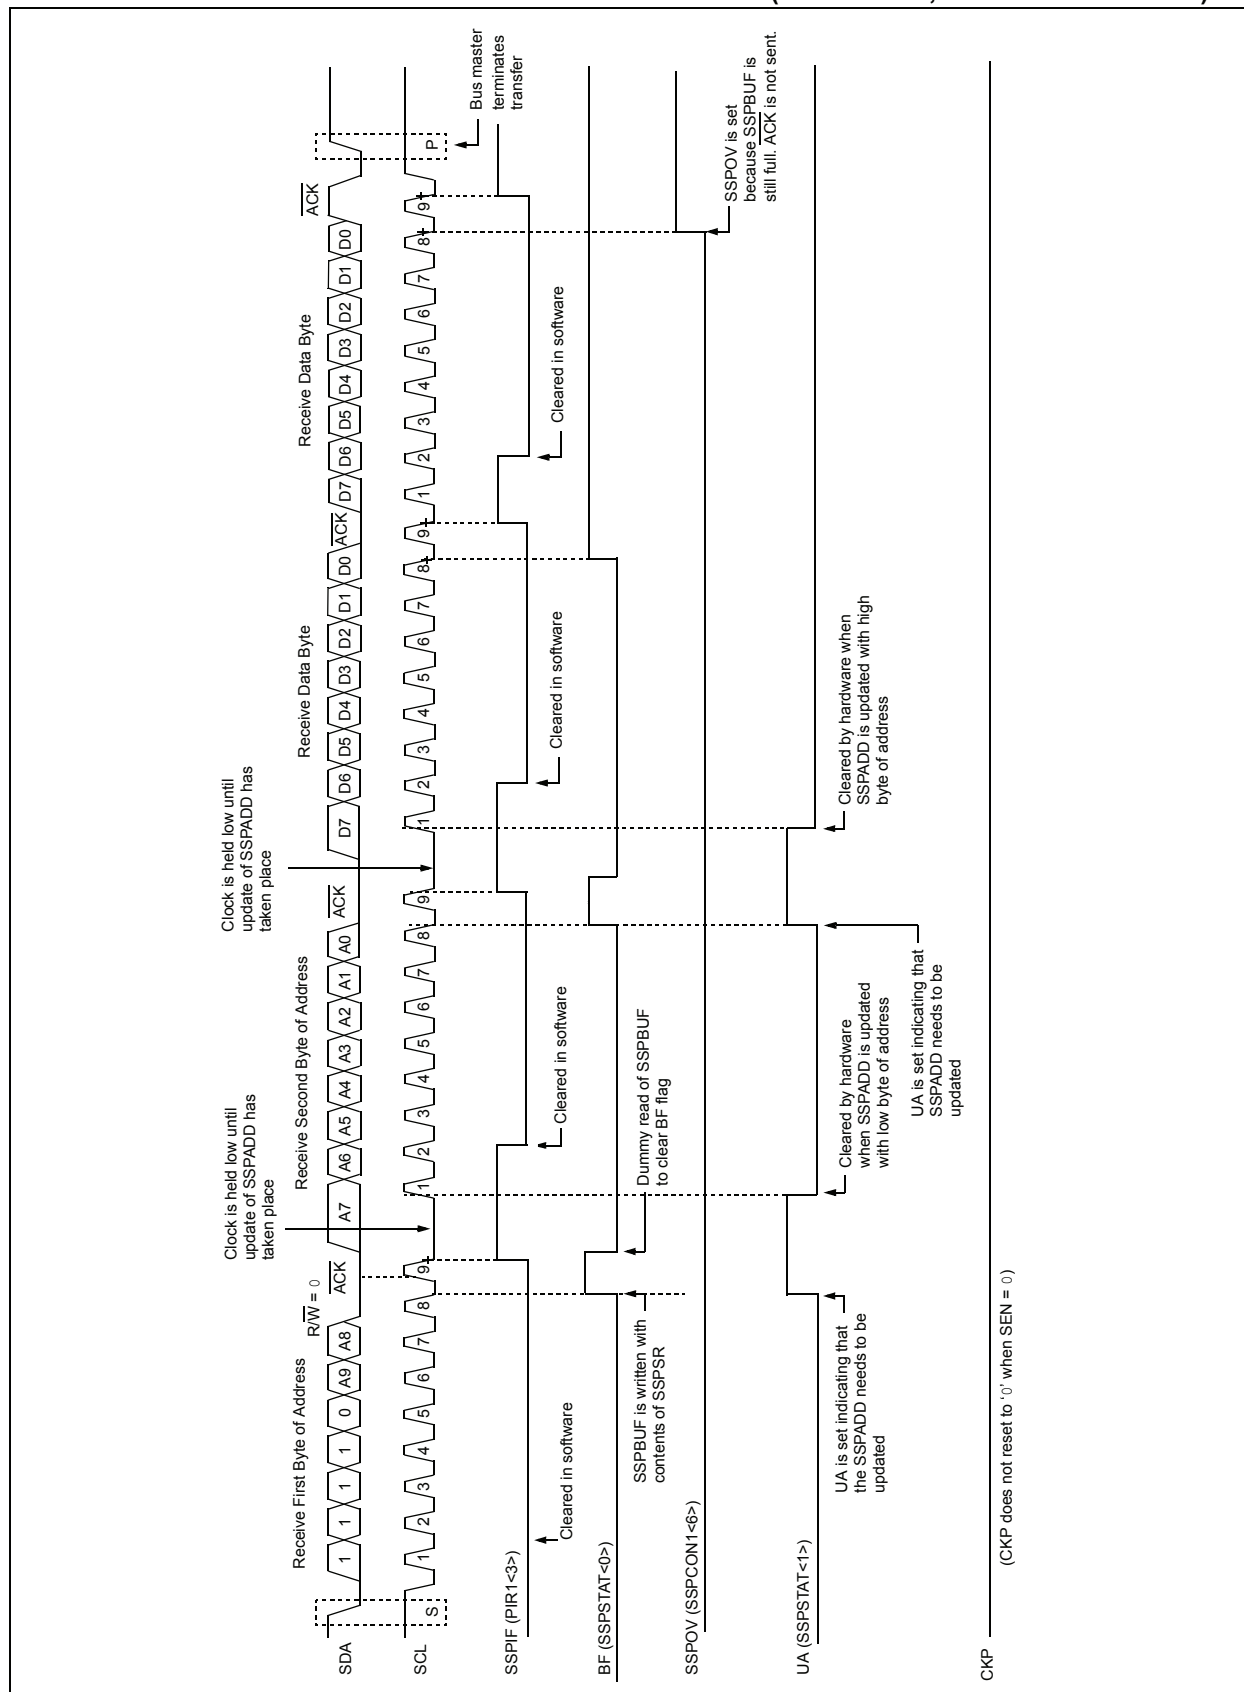 Receive First Byte of Address
R/W = 0
ACK
Clock is held low until
update of SSPADD has
taken place
Receive Second Byte of Address
ACK
Clock is held low until
update of SSPADD has
taken place
Receive Data Byte
ACK
Receive Data Byte
ACK
SDA
1 1 1 1 0 A9 A8 A7 A6 A5 A4 A3 A2 A1 A0 D7 D6 D5 D4 D3 D2 D1 D0 D7 D6 D5 D4 D3 D2 D1 D0
SCL
S 1 2 3 4 5 6 7 8 9 1 2 3 4 5 6 7 8 9 1 2 3 4 5 6 7 8 9 1 2 3 4 5 6 7 8 9 P
Bus master
terminates
transfer
SSPIF (PIR1<3>)
Cleared in software
Cleared in software
Cleared in software
Cleared in software
BF (SSPSTAT<0>)
SSPBUF is written with
contents of SSPSR
Dummy read of SSPBUF
to clear BF flag
SSPOV (SSPCON1<6>)
SSPOV is set
because SSPBUF is
still full. ACK is not sent.
UA (SSPSTAT<1>)
UA is set indicating that
the SSPADD needs to be
updated
Cleared by hardware
when SSPADD is updated
with low byte of address
UA is set indicating that
SSPADD needs to be
updated
Cleared by hardware when
SSPADD is updated with high
byte of address
CKP
(CKP does not reset to ‘0’ when SEN = 0)